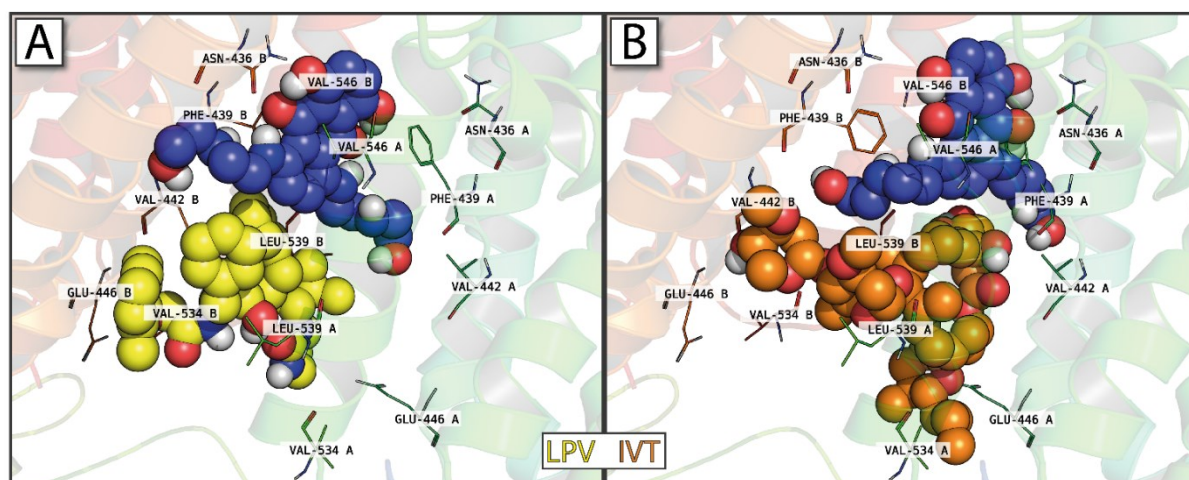 A
ASN-436 B
VAL-546 B
PHE-439 B
ASN-436 A
VAL-546 A
PHE-439 A
VAL-442 B
LEU-539 B
VAL-442 A
GLU-446 B
VAL-534 B
LEU-539 A
GLU-446 A
VAL-534 A
B
ASN-436 B
VAL-546 B
PHE-439 B
ASN-436 A
VAL-546 A
PHE-439 A
VAL-442 B
LEU-539 B
VAL-442 A
GLU-446 B
VAL-534 B
LEU-539 A
GLU-446 A
VAL-534 A
LPV IVT